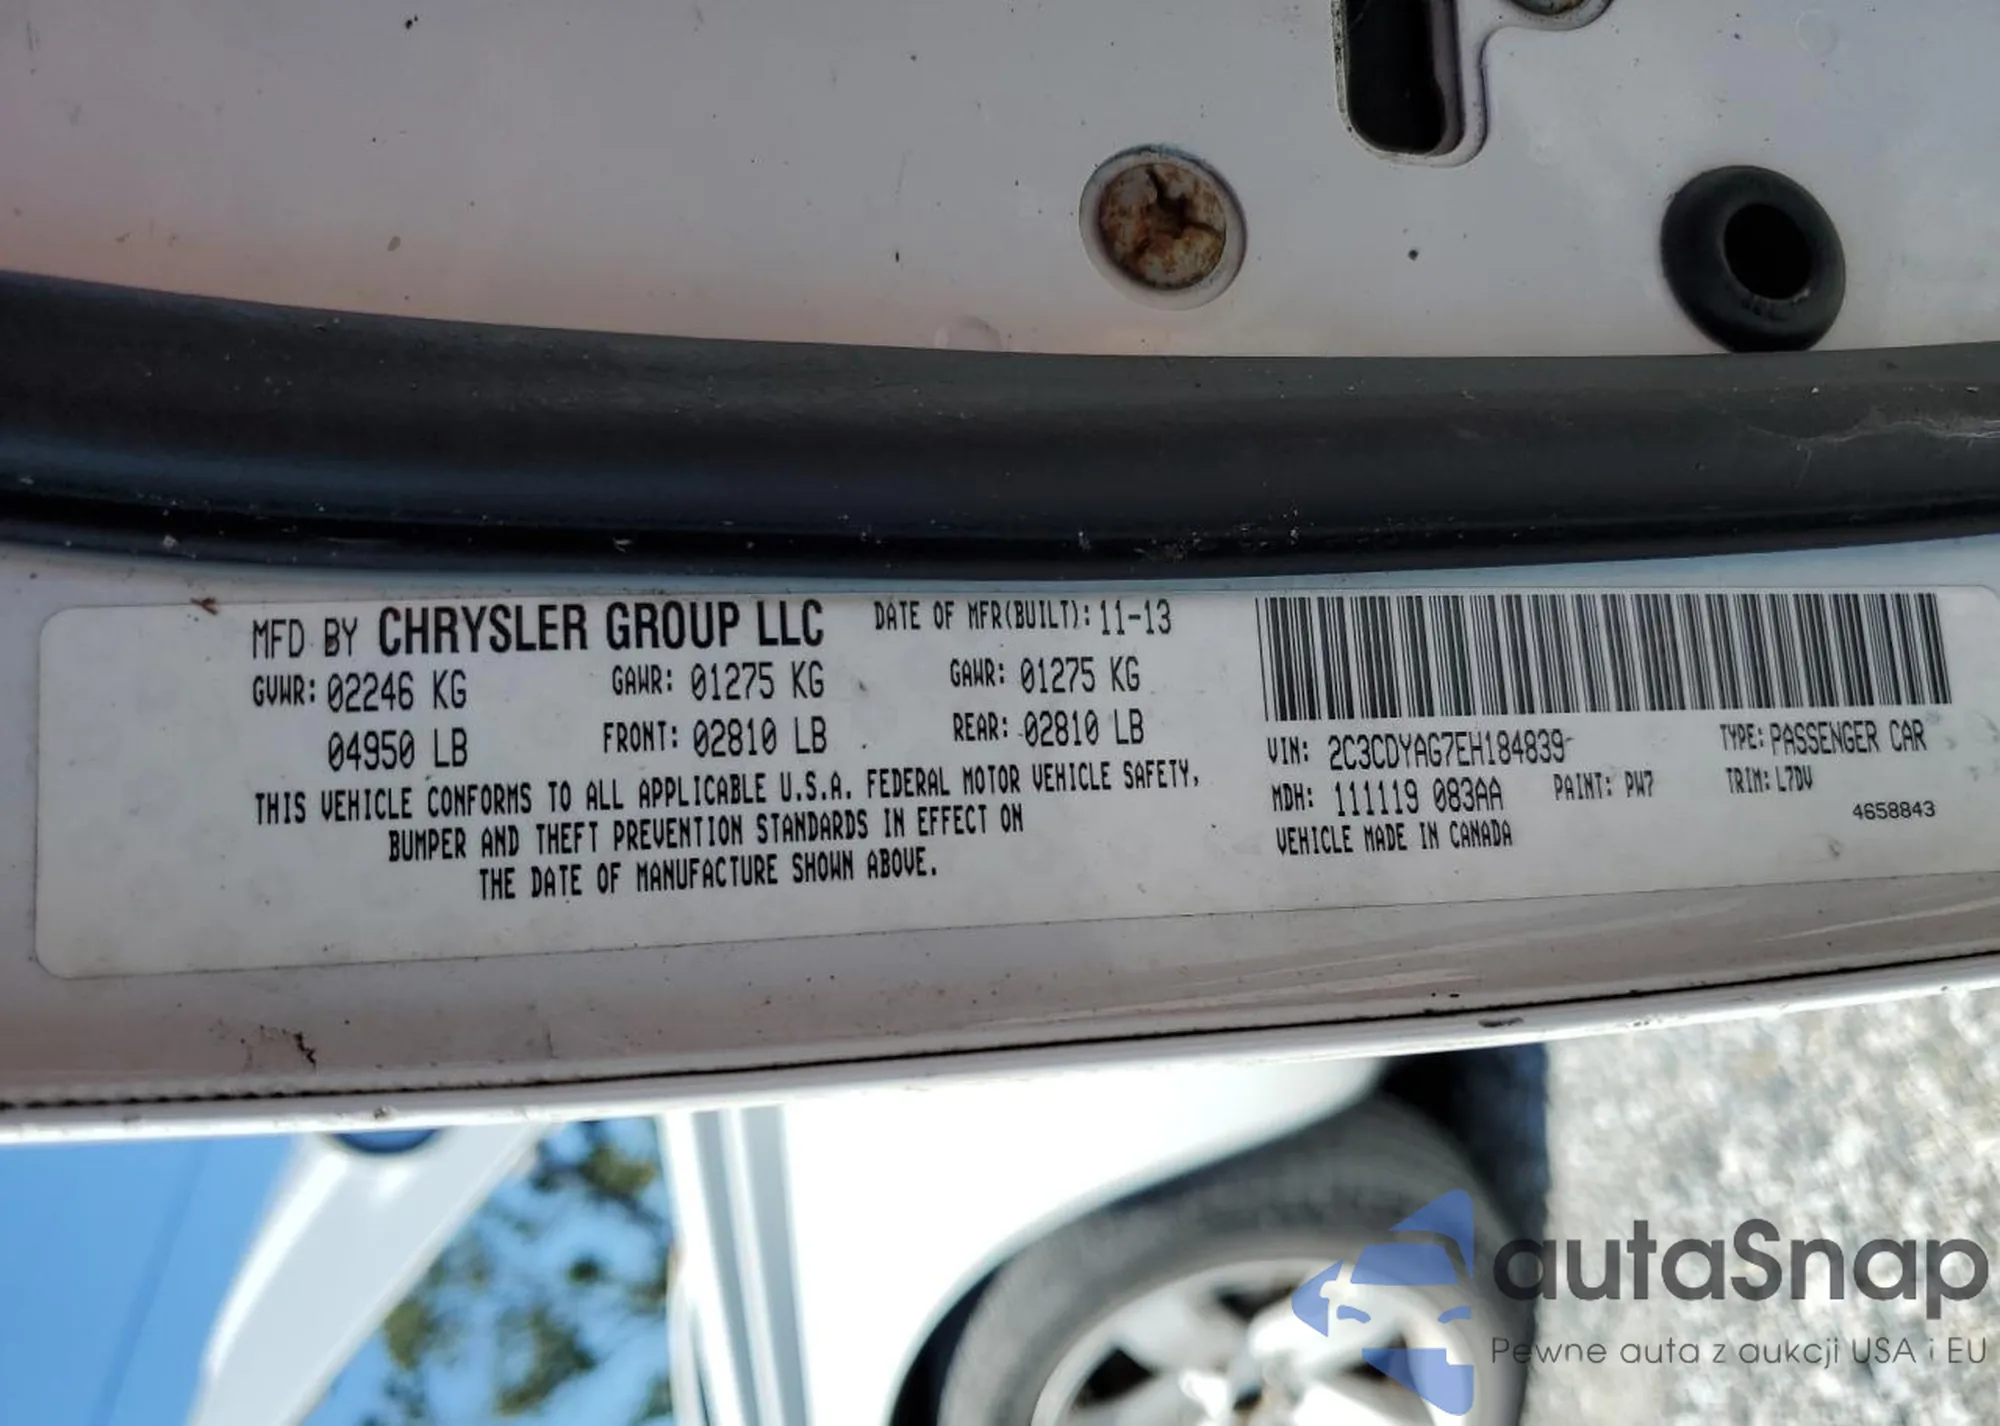 MFD BY CHRYSLER GROUP LLC DATE OF MFR(BUILT): 11-13
GVWR: 02246 KG GAWR: 01275 KG GAWR: 01275 KG
04950 LB FRONT: 02810 LB REAR: 02810 LB
THIS VEHICLE CONFORMS TO ALL APPLICABLE U.S.A. FEDERAL MOTOR VEHICLE SAFETY,
BUMPER AND THEFT PREVENTION STANDARDS IN EFFECT ON
THE DATE OF MANUFACTURE SHOWN ABOVE.
VIN: 2C3CDYAG7EH184839 TYPE: PASSENGER CAR
MDH: 111119 083AA PAINT: PW7 TRIM: L7DV
VEHICLE MADE IN CANADA 4658843
autaSnap
Pewne auta z aukcji USA i EU